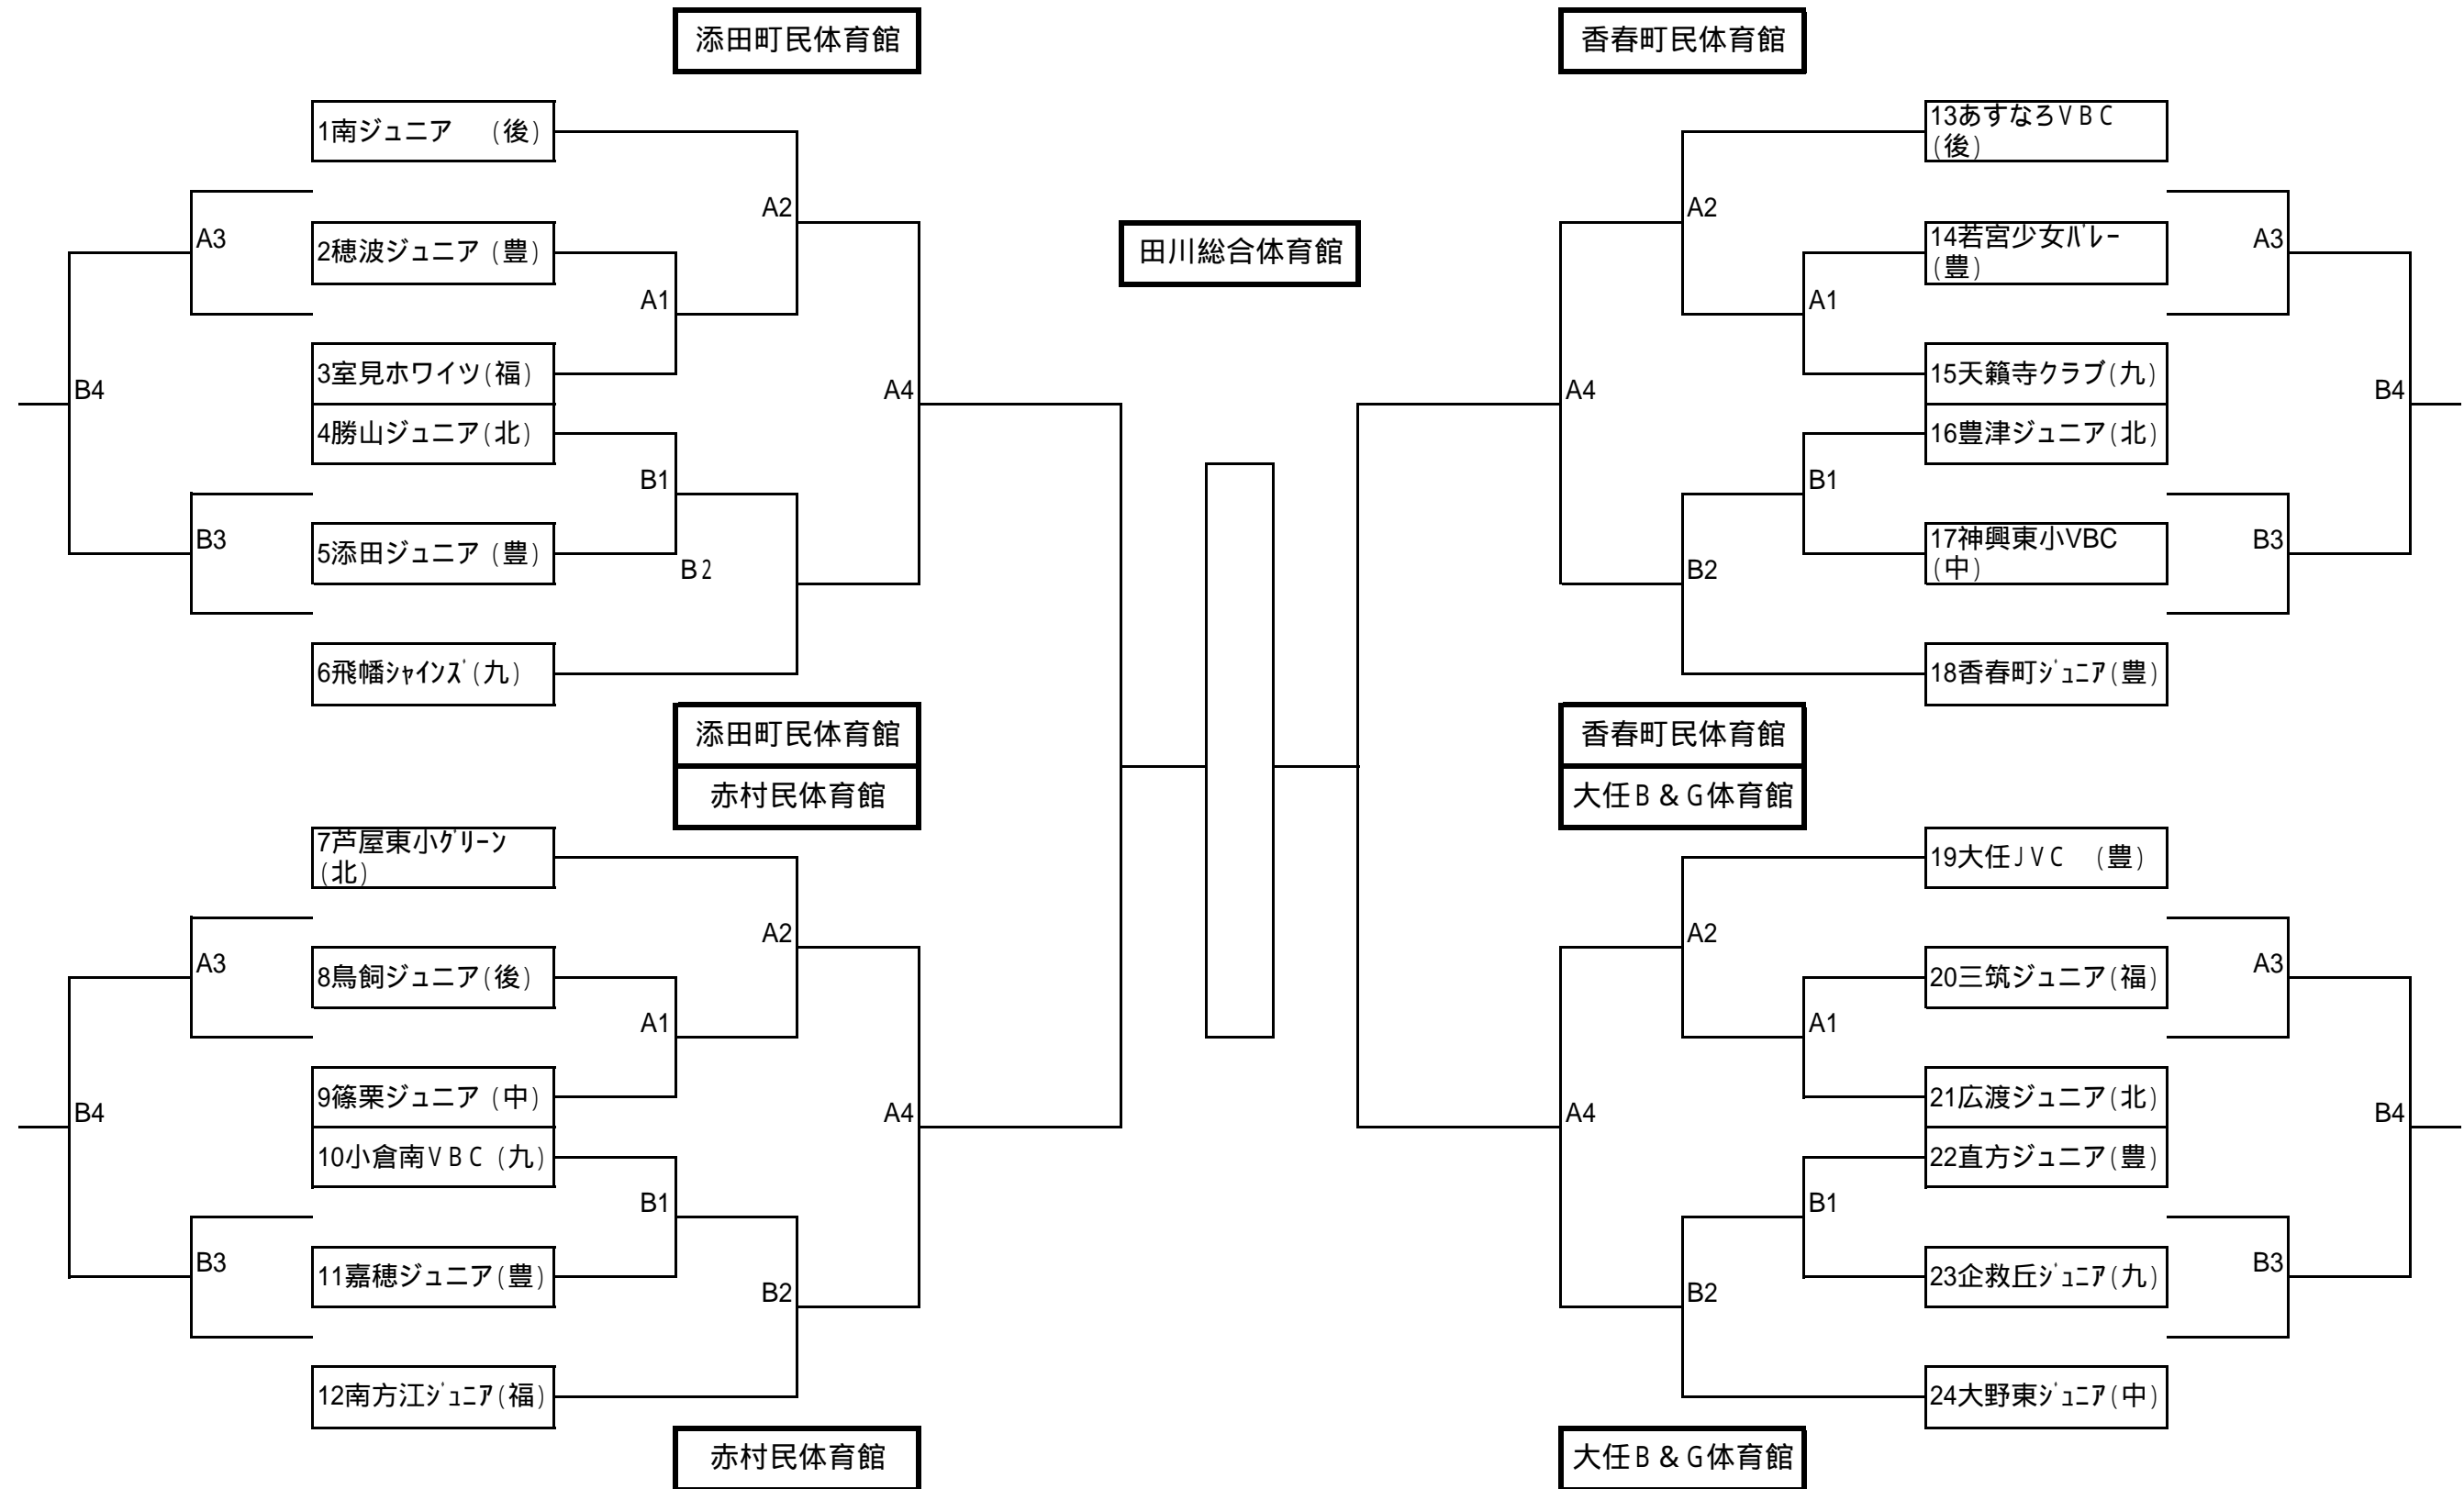 添田町民体育館
香春町民体育館
1南ジュニア　(後)
13あすなろＶＢＣ
(後)
A2
A2
A3
2穂波ジュニア (豊)
田川総合体育館
14若宮少女ﾊﾞﾚｰ
(豊)
A3
A1
A1
3室見ホワイツ(福)
15天籟寺クラブ(九)
B4
A4
A4
B4
4勝山ジュニア(北)
16豊津ジュニア(北)
B1
B1
B3
5添田ジュニア (豊)
17神興東小VBC
(中)
B3
B２
B2
6飛幡ｼｬｲﾝｽﾞ(九)
18香春町ｼﾞｭﾆｱ(豊)
添田町民体育館
香春町民体育館
赤村民体育館
大任Ｂ＆Ｇ体育館
7芦屋東小ｸﾞﾘｰﾝ
(北)
19大任ＪＶＣ　(豊)
A2
A2
A3
8鳥飼ジュニア(後)
20三筑ジュニア(福)
A3
A1
A1
9篠栗ジュニア (中)
21広渡ジュニア(北)
B4
A4
A4
B4
10小倉南ＶＢＣ (九)
22直方ジュニア(豊)
B1
B1
B3
11嘉穂ジュニア(豊)
23企救丘ｼﾞｭﾆｱ(九)
B3
B2
B2
12南方江ｼﾞｭﾆｱ(福)
24大野東ｼﾞｭﾆｱ(中)
赤村民体育館
大任Ｂ＆Ｇ体育館